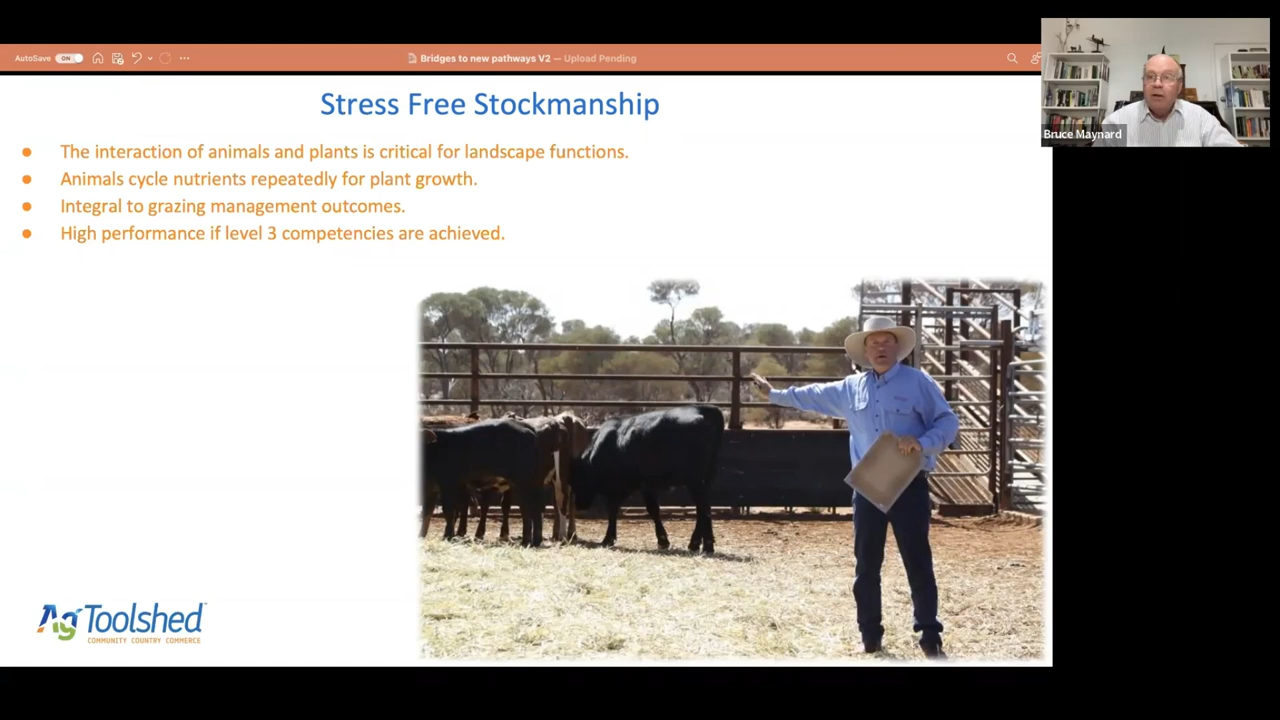 AutoSave ON
Bridges to new pathways V2 — Upload Pending
Bruce Maynard
Stress Free Stockmanship
● The interaction of animals and plants is critical for landscape functions.
● Animals cycle nutrients repeatedly for plant growth.
● Integral to grazing management outcomes.
● High performance if level 3 competencies are achieved.
Ag Toolshed™
COMMUNITY COUNTRY COMMERCE